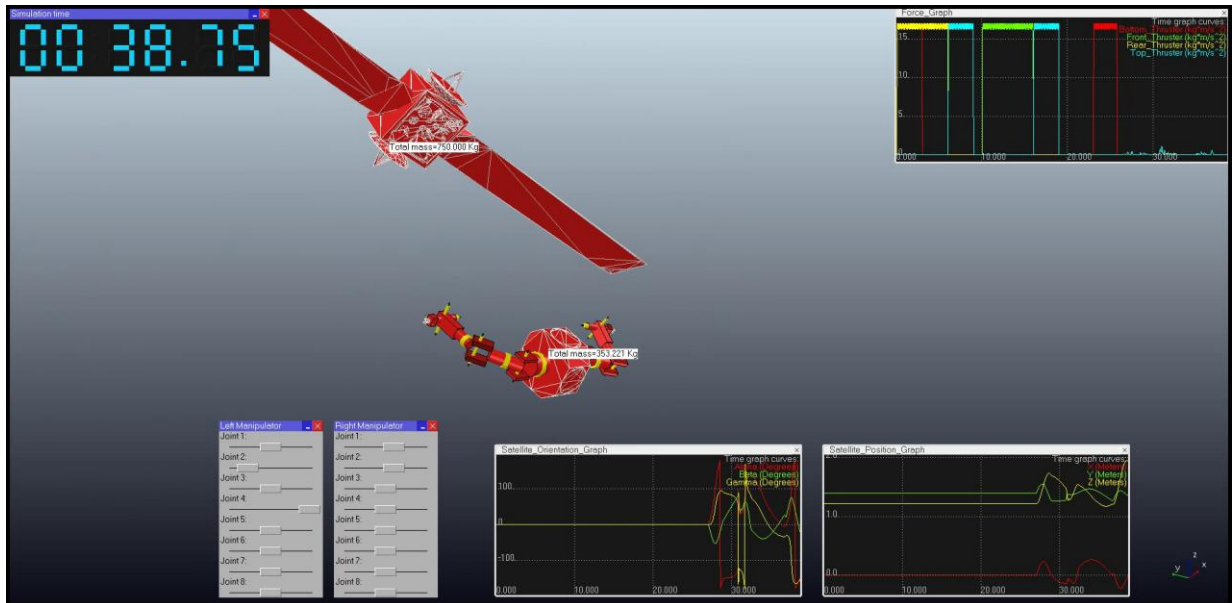 Simulation time
00 38.75
Total mass=750.000 Kg
Total mass=353.221 Kg
Force_Graph
Time graph curves:
Bottom_Thruster (kg*m/s^2)
Front_Thruster (kg*m/s^2)
Rear_Thruster (kg*m/s^2)
Top_Thruster (kg*m/s^2)
15
10
5
0
0.000 10.000 20.000 30.000
Left Manipulator
Joint 1:
Joint 2:
Joint 3:
Joint 4:
Joint 5:
Joint 6:
Joint 7:
Joint 8:
Right Manipulator
Joint 1:
Joint 2:
Joint 3:
Joint 4:
Joint 5:
Joint 6:
Joint 7:
Joint 8:
Satellite_Orientation_Graph
Time graph curves:
Alpha (Degrees)
Beta (Degrees)
Gamma (Degrees)
100
0
-100
0.000 10.000 20.000 30.000
Satellite_Position_Graph
Time graph curves:
X (Meters)
Y (Meters)
Z (Meters)
2.0
1.0
0.0
0.000 10.000 20.000 30.000
z
y x